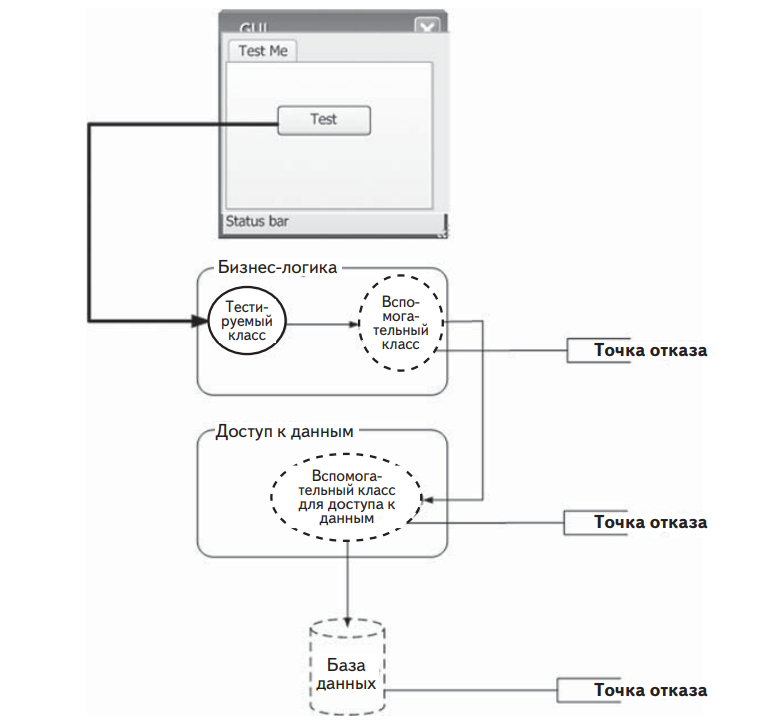 GUI
Test Me
Test
Status bar
Бизнес-логика
Тести-
руемый
класс
Вспо-
мога-
тельный
класс
Точка отказа
Доступ к данным
Вспомога-
тельный класс
для доступа к
данным
Точка отказа
База
данных
Точка отказа